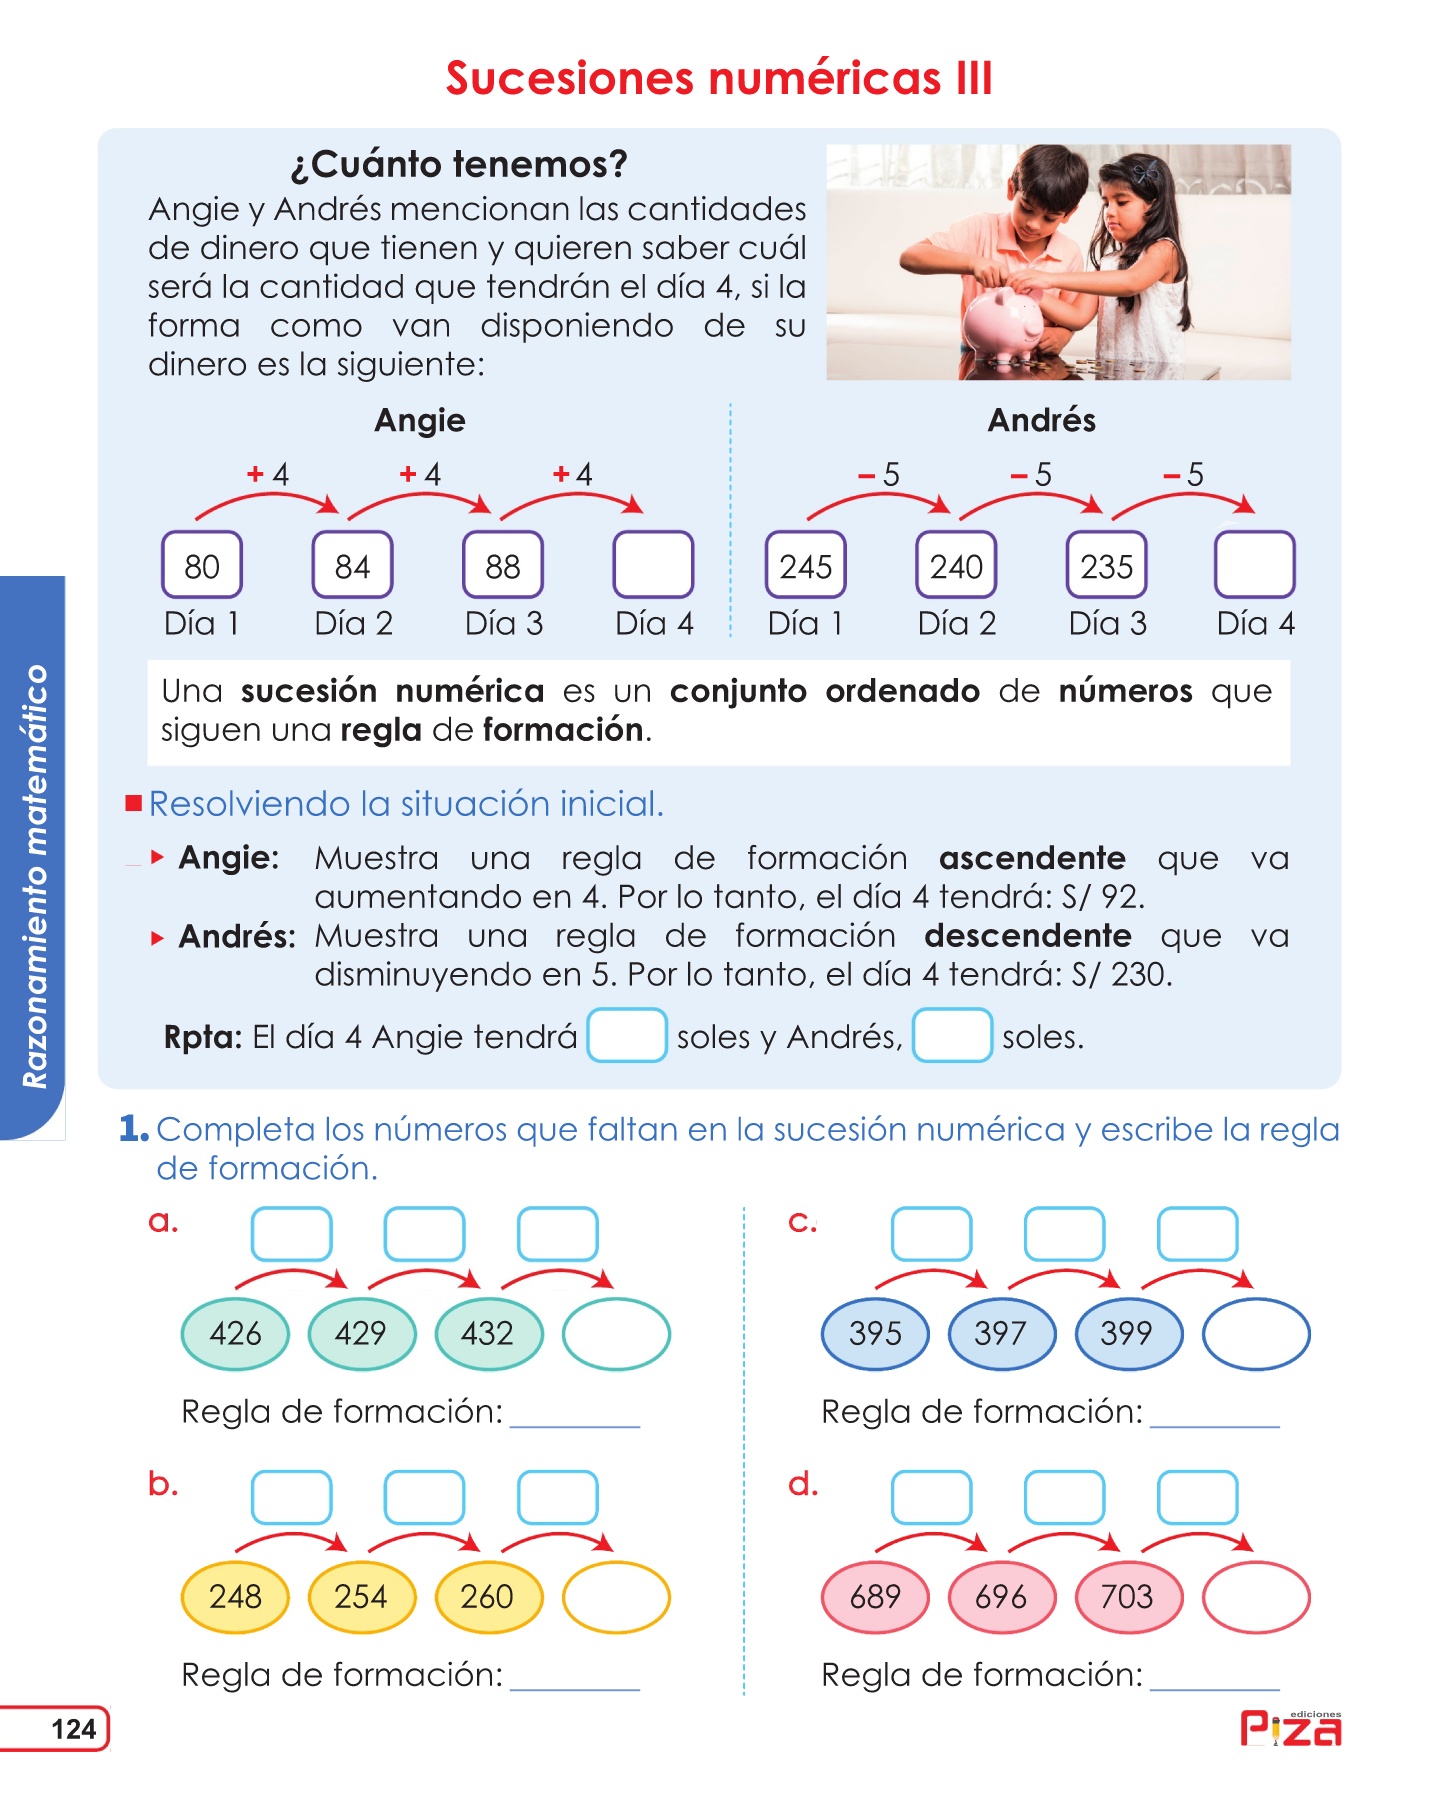 Sucesiones numéricas III
¿Cuánto tenemos?
Angie y Andrés mencionan las cantidades
de dinero que tienen y quieren saber cuál
será la cantidad que tendrán el día 4, si la
forma como van disponiendo de su
dinero es la siguiente:
Angie
+ 4 + 4 + 4
80 84 88
Día 1 Día 2 Día 3 Día 4
Andrés
– 5 – 5 – 5
245 240 235
Día 1 Día 2 Día 3 Día 4
Una sucesión numérica es un conjunto ordenado de números que
siguen una regla de formación.
Resolviendo la situación inicial.
Angie: Muestra una regla de formación ascendente que va
aumentando en 4. Por lo tanto, el día 4 tendrá: S/ 92.
Andrés: Muestra una regla de formación descendente que va
disminuyendo en 5. Por lo tanto, el día 4 tendrá: S/ 230.
Rpta: El día 4 Angie tendrá soles y Andrés, soles.
Razonamiento matemático
1. Completa los números que faltan en la sucesión numérica y escribe la regla
de formación.
a.
426 429 432
Regla de formación: ________
b.
248 254 260
Regla de formación: ________
c.
395 397 399
Regla de formación: ________
d.
689 696 703
Regla de formación: ________
124
ediciones
Piza